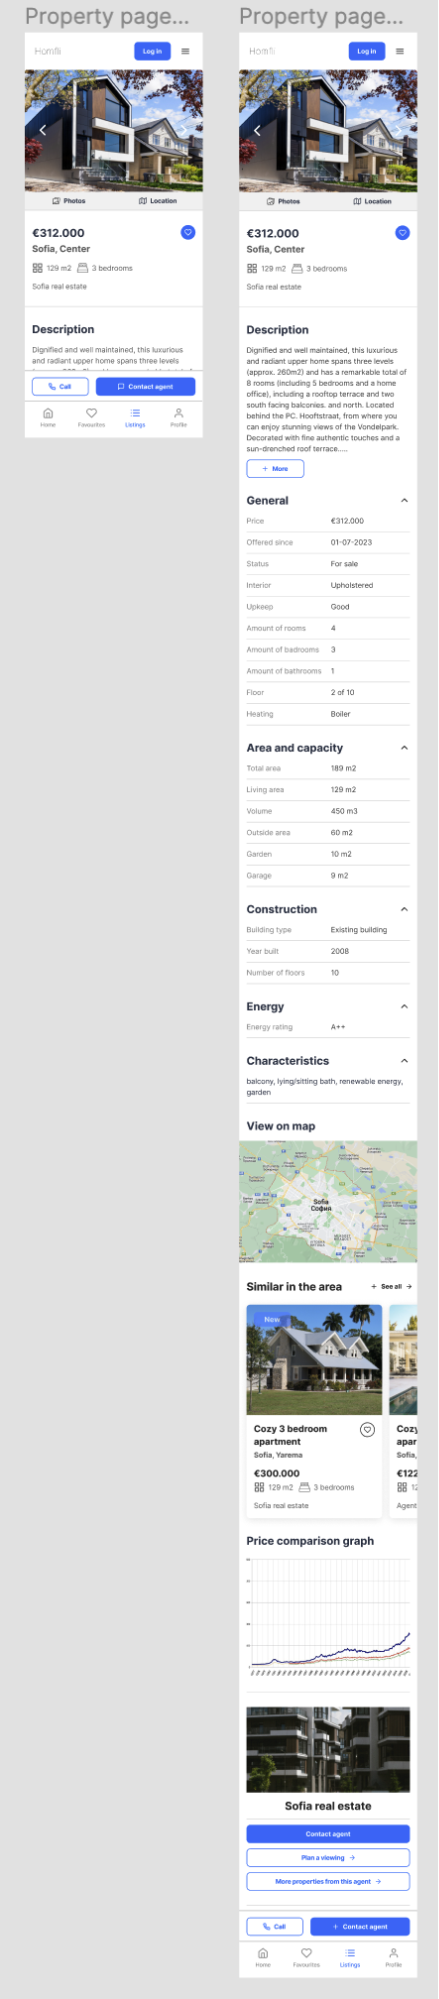 Property page...
Homfii
Log in
Photos
Location
€312.000
Sofia, Center
129 m2
3 bedrooms
Sofia real estate
Description
Dignified and well maintained, this luxurious
and radiant upper home spans three levels
Call
Contact agent
Home
Favourites
Listings
Profile
Property page...
Homfii
Log in
Photos
Location
€312.000
Sofia, Center
129 m2
3 bedrooms
Sofia real estate
Description
Dignified and well maintained, this luxurious
and radiant upper home spans three levels
(approx. 260m2) and has a remarkable total of
8 rooms (including 5 bedrooms and a home
office), including a rooftop terrace and two
south facing balconies. and north. Located
behind the PC. Hooftstraat, from where you
can enjoy stunning views of the Vondelpark.
Decorated with fine authentic touches and a
sun-drenched roof terrace.....
+ More
General
Price €312.000
Offered since 01-07-2023
Status For sale
Interior Upholstered
Upkeep Good
Amount of rooms 4
Amount of badrooms 3
Amount of bathrooms 1
Floor 2 of 10
Heating Boiler
Area and capacity
Total area 189 m2
Living area 129 m2
Volume 450 m3
Outside area 60 m2
Garden 10 m2
Garage 9 m2
Construction
Building type Existing building
Year built 2008
Number of floors 10
Energy
Energy rating A++
Characteristics
balcony, lying/sitting bath, renewable energy,
garden
View on map
Sofia
София
Similar in the area
+ See all →
New
Cozy 3 bedroom
apartment
Sofia, Yarema
€300.000
129 m2
3 bedrooms
Sofia real estate
Cozy
apar
Sofia,
€122
12
Agent
Price comparison graph
Sofia real estate
Contact agent
Plan a viewing →
More properties from this agent →
Call
+ Contact agent
Home
Favourites
Listings
Profile